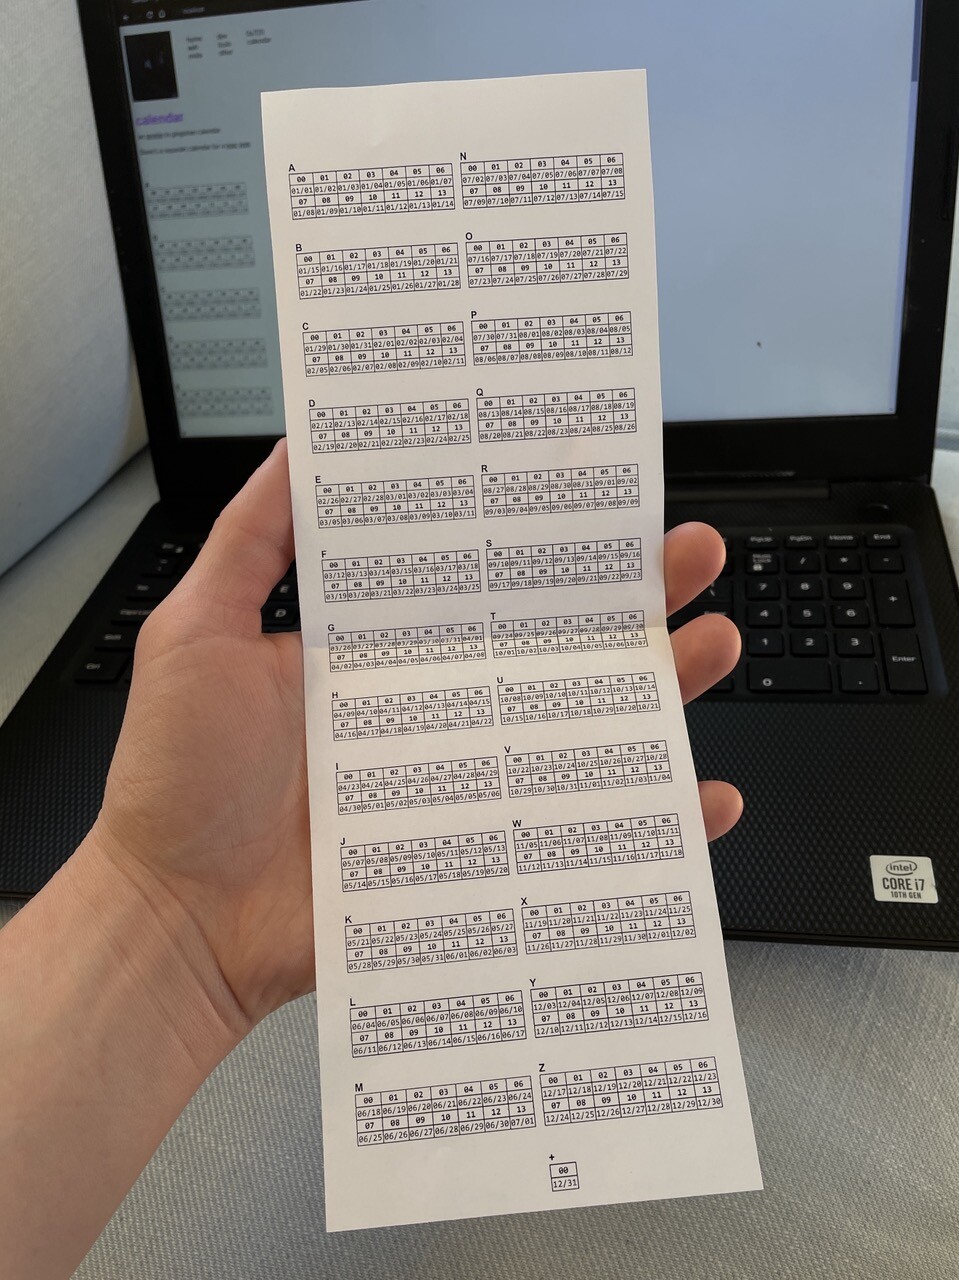 calendar
A
00 01 02 03 04 05 06
01/01 01/02 01/03 01/04 01/05 01/06 01/07
07 08 09 10 11 12 13
01/08 01/09 01/10 01/11 01/12 01/13 01/14
B
00 01 02 03 04 05 06
01/15 01/16 01/17 01/18 01/19 01/20 01/21
07 08 09 10 11 12 13
01/22 01/23 01/24 01/25 01/26 01/27 01/28
C
00 01 02 03 04 05 06
01/29 01/30 01/31 02/01 02/02 02/03 02/04
07 08 09 10 11 12 13
02/05 02/06 02/07 02/08 02/09 02/10 02/11
D
00 01 02 03 04 05 06
02/12 02/13 02/14 02/15 02/16 02/17 02/18
07 08 09 10 11 12 13
02/19 02/20 02/21 02/22 02/23 02/24 02/25
E
00 01 02 03 04 05 06
02/26 02/27 02/28 03/01 03/02 03/03 03/04
07 08 09 10 11 12 13
03/05 03/06 03/07 03/08 03/09 03/10 03/11
F
00 01 02 03 04 05 06
03/12 03/13 03/14 03/15 03/16 03/17 03/18
07 08 09 10 11 12 13
03/19 03/20 03/21 03/22 03/23 03/24 03/25
G
00 01 02 03 04 05 06
03/26 03/27 03/28 03/29 03/30 03/31 04/01
07 08 09 10 11 12 13
04/02 04/03 04/04 04/05 04/06 04/07 04/08
H
00 01 02 03 04 05 06
04/09 04/10 04/11 04/12 04/13 04/14 04/15
07 08 09 10 11 12 13
04/16 04/17 04/18 04/19 04/20 04/21 04/22
I
00 01 02 03 04 05 06
04/23 04/24 04/25 04/26 04/27 04/28 04/29
07 08 09 10 11 12 13
04/30 05/01 05/02 05/03 05/04 05/05 05/06
J
00 01 02 03 04 05 06
05/07 05/08 05/09 05/10 05/11 05/12 05/13
07 08 09 10 11 12 13
05/14 05/15 05/16 05/17 05/18 05/19 05/20
K
00 01 02 03 04 05 06
05/21 05/22 05/23 05/24 05/25 05/26 05/27
07 08 09 10 11 12 13
05/28 05/29 05/30 05/31 06/01 06/02 06/03
L
00 01 02 03 04 05 06
06/04 06/05 06/06 06/07 06/08 06/09 06/10
07 08 09 10 11 12 13
06/11 06/12 06/13 06/14 06/15 06/16 06/17
M
00 01 02 03 04 05 06
06/18 06/19 06/20 06/21 06/22 06/23 06/24
07 08 09 10 11 12 13
06/25 06/26 06/27 06/28 06/29 06/30 07/01
N
00 01 02 03 04 05 06
07/02 07/03 07/04 07/05 07/06 07/07 07/08
07 08 09 10 11 12 13
07/09 07/10 07/11 07/12 07/13 07/14 07/15
O
00 01 02 03 04 05 06
07/16 07/17 07/18 07/19 07/20 07/21 07/22
07 08 09 10 11 12 13
07/23 07/24 07/25 07/26 07/27 07/28 07/29
P
00 01 02 03 04 05 06
07/30 07/31 08/01 08/02 08/03 08/04 08/05
07 08 09 10 11 12 13
08/06 08/07 08/08 08/09 08/10 08/11 08/12
Q
00 01 02 03 04 05 06
08/13 08/14 08/15 08/16 08/17 08/18 08/19
07 08 09 10 11 12 13
08/20 08/21 08/22 08/23 08/24 08/25 08/26
R
00 01 02 03 04 05 06
08/27 08/28 08/29 08/30 08/31 09/01 09/02
07 08 09 10 11 12 13
09/03 09/04 09/05 09/06 09/07 09/08 09/09
S
00 01 02 03 04 05 06
09/10 09/11 09/12 09/13 09/14 09/15 09/16
07 08 09 10 11 12 13
09/17 09/18 09/19 09/20 09/21 09/22 09/23
T
00 01 02 03 04 05 06
09/24 09/25 09/26 09/27 09/28 09/29 09/30
07 08 09 10 11 12 13
10/01 10/02 10/03 10/04 10/05 10/06 10/07
U
00 01 02 03 04 05 06
10/08 10/09 10/10 10/11 10/12 10/13 10/14
07 08 09 10 11 12 13
10/15 10/16 10/17 10/18 10/19 10/20 10/21
V
00 01 02 03 04 05 06
10/22 10/23 10/24 10/25 10/26 10/27 10/28
07 08 09 10 11 12 13
10/29 10/30 10/31 11/01 11/02 11/03 11/04
W
00 01 02 03 04 05 06
11/05 11/06 11/07 11/08 11/09 11/10 11/11
07 08 09 10 11 12 13
11/12 11/13 11/14 11/15 11/16 11/17 11/18
X
00 01 02 03 04 05 06
11/19 11/20 11/21 11/22 11/23 11/24 11/25
07 08 09 10 11 12 13
11/26 11/27 11/28 11/29 11/30 12/01 12/02
Y
00 01 02 03 04 05 06
12/03 12/04 12/05 12/06 12/07 12/08 12/09
07 08 09 10 11 12 13
12/10 12/11 12/12 12/13 12/14 12/15 12/16
Z
00 01 02 03 04 05 06
12/17 12/18 12/19 12/20 12/21 12/22 12/23
07 08 09 10 11 12 13
12/24 12/25 12/26 12/27 12/28 12/29 12/30
+
00
12/31
PgUp PgDn Home End
Num Lock / * -
4 5 6 +
1 2 3
0 . Enter
intel
CORE i7
10TH GEN